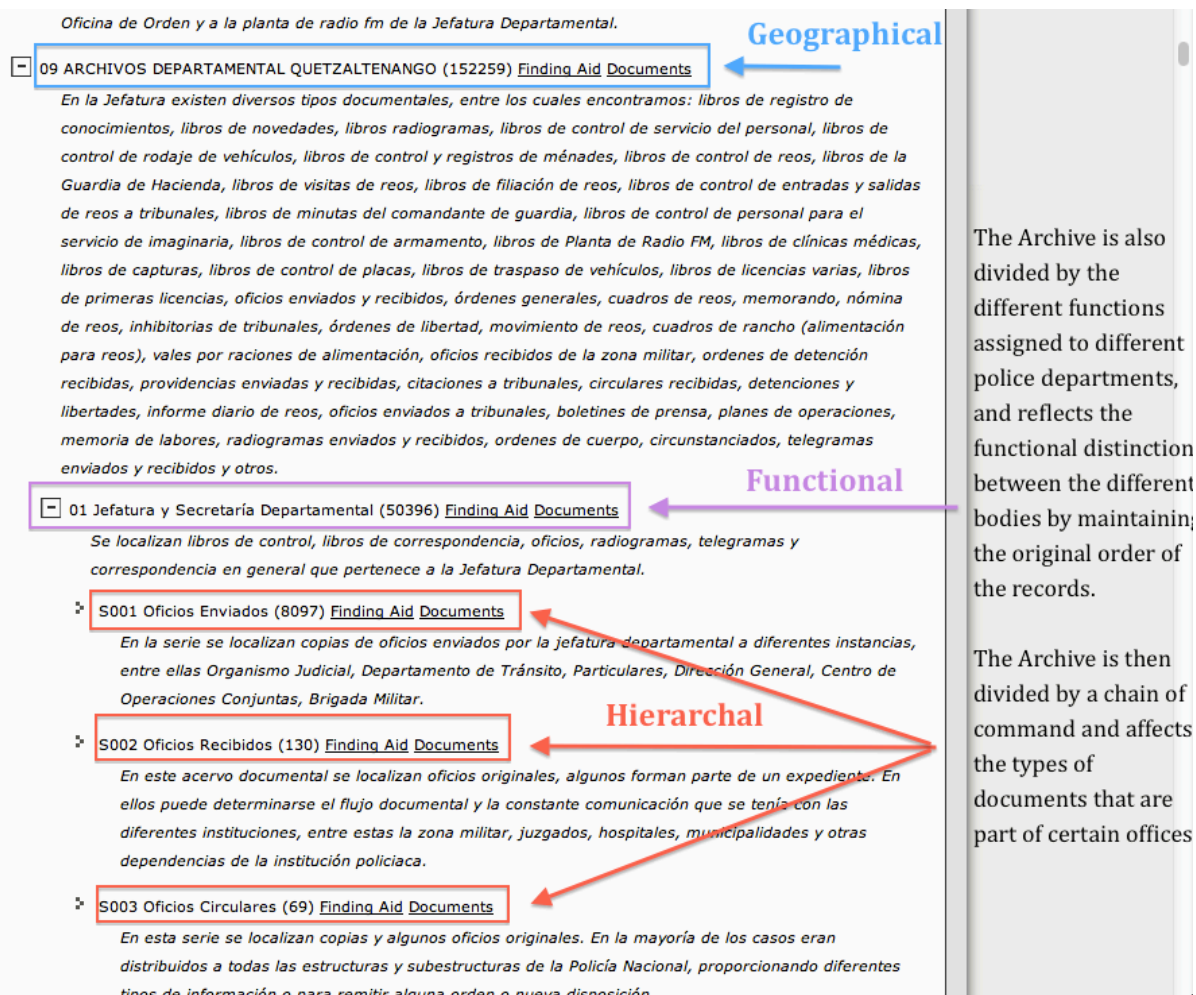 Oficina de Orden y a la planta de radio fm de la Jefatura Departamental.
Geographical
09 ARCHIVOS DEPARTAMENTAL QUETZALTENANGO (152259) Finding Aid Documents
En la Jefatura existen diversos tipos documentales, entre los cuales encontramos: libros de registro de
conocimientos, libros de novedades, libros radiogramas, libros de control de servicio del personal, libros de
control de rodaje de vehículos, libros de control y registros de ménades, libros de control de reos, libros de la
Guardia de Hacienda, libros de visitas de reos, libros de filiación de reos, libros de control de entradas y salidas
de reos a tribunales, libros de minutas del comandante de guardia, libros de control de personal para el
servicio de imaginaria, libros de control de armamento, libros de Planta de Radio FM, libros de clínicas médicas,
libros de capturas, libros de control de placas, libros de traspaso de vehículos, libros de licencias varias, libros
de primeras licencias, oficios enviados y recibidos, órdenes generales, cuadros de reos, memorando, nómina
de reos, inhibitorias de tribunales, órdenes de libertad, movimiento de reos, cuadros de rancho (alimentación
para reos), vales por raciones de alimentación, oficios recibidos de la zona militar, ordenes de detención
recibidas, providencias enviadas y recibidas, citaciones a tribunales, circulares recibidas, detenciones y
libertades, informe diario de reos, oficios enviados a tribunales, boletines de prensa, planes de operaciones,
memoria de labores, radiogramas enviados y recibidos, ordenes de cuerpo, circunstanciados, telegramas
enviados y recibidos y otros.
Functional
01 Jefatura y Secretaría Departamental (50396) Finding Aid Documents
Se localizan libros de control, libros de correspondencia, oficios, radiogramas, telegramas y
correspondencia en general que pertenece a la Jefatura Departamental.
S001 Oficios Enviados (8097) Finding Aid Documents
En la serie se localizan copias de oficios enviados por la jefatura departamental a diferentes instancias,
entre ellas Organismo Judicial, Departamento de Tránsito, Particulares, Dirección General, Centro de
Operaciones Conjuntas, Brigada Militar.
Hierarchal
S002 Oficios Recibidos (130) Finding Aid Documents
En este acervo documental se localizan oficios originales, algunos forman parte de un expediente. En
ellos puede determinarse el flujo documental y la constante comunicación que se tenía con las
diferentes instituciones, entre estas la zona militar, juzgados, hospitales, municipalidades y otras
dependencias de la institución policiaca.
S003 Oficios Circulares (69) Finding Aid Documents
En esta serie se localizan copias y algunos oficios originales. En la mayoría de los casos eran
distribuidos a todas las estructuras y subestructuras de la Policía Nacional, proporcionando diferentes
tipos de información o para remitir alguna orden o nueva disposición.
The Archive is also
divided by the
different functions
assigned to different
police departments,
and reflects the
functional distinction
between the different
bodies by maintaining
the original order of
the records.
The Archive is then
divided by a chain of
command and affects
the types of
documents that are
part of certain offices